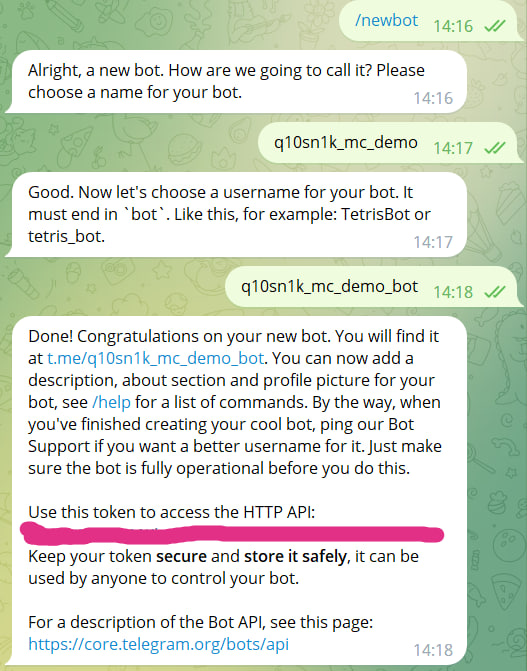 /newbot 14:16
Alright, a new bot. How are we going to call it? Please
choose a name for your bot.
14:16
q10sn1k_mc_demo 14:17
Good. Now let's choose a username for your bot. It
must end in `bot`. Like this, for example: TetrisBot or
tetris_bot.
14:17
q10sn1k_mc_demo_bot 14:18
Done! Congratulations on your new bot. You will find it
at t.me/q10sn1k_mc_demo_bot. You can now add a
description, about section and profile picture for your
bot, see /help for a list of commands. By the way, when
you've finished creating your cool bot, ping our Bot
Support if you want a better username for it. Just make
sure the bot is fully operational before you do this.
Use this token to access the HTTP API:
Keep your token secure and store it safely, it can be
used by anyone to control your bot.
For a description of the Bot API, see this page:
https://core.telegram.org/bots/api
14:18